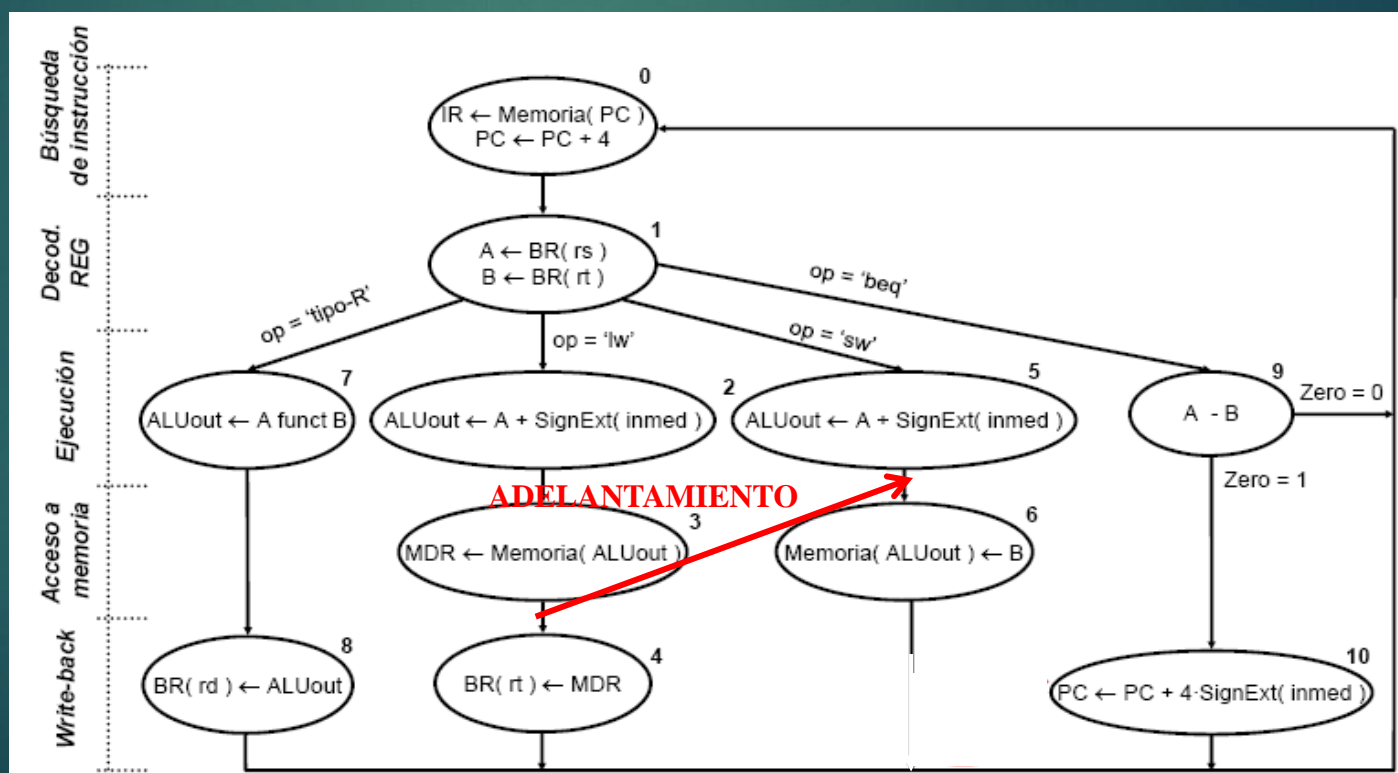 Búsqueda
de instrucción
0
IR ← Memoria( PC )
PC ← PC + 4
Decod.
REG
1
A ← BR( rs )
B ← BR( rt )
op = 'tipo-R'
op = 'lw'
op = 'sw'
op = 'beq'
Ejecución
7
ALUout ← A funct B
2
ALUout ← A + SignExt( inmed )
5
ALUout ← A + SignExt( inmed )
9
A - B
Zero = 0
Zero = 1
ADELANTAMIENTO
Acceso a
memoria
3
MDR ← Memoria( ALUout )
6
Memoria( ALUout ) ← B
Write-back
8
BR( rd ) ← ALUout
4
BR( rt ) ← MDR
10
PC ← PC + 4·SignExt( inmed )